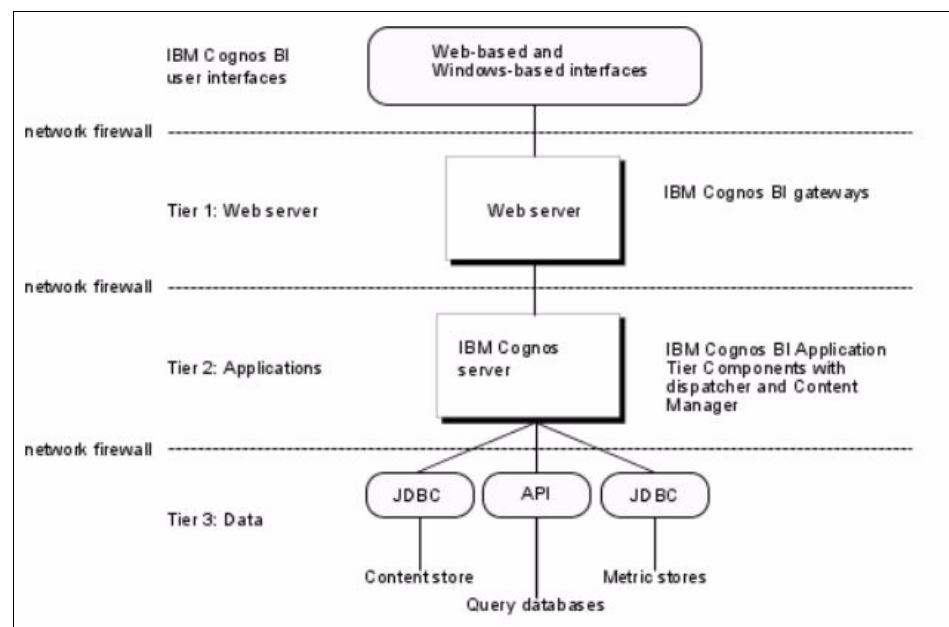 IBM Cognos BI
user interfaces
Web-based and
Windows-based interfaces
network firewall
Tier 1: Web server
Web server
IBM Cognos BI gateways
network firewall
Tier 2: Applications
IBM Cognos
server
IBM Cognos BI Application
Tier Components with
dispatcher and Content
Manager
network firewall
Tier 3: Data
JDBC
API
JDBC
Content store
Metric stores
Query databases